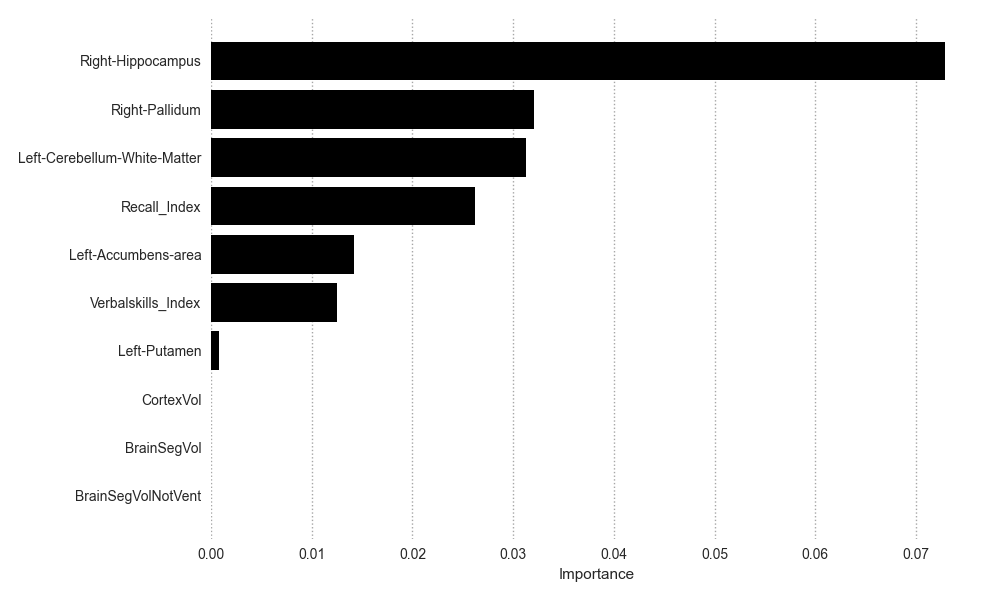 Right-Hippocampus
Right-Pallidum
Left-Cerebellum-White-Matter
Recall_Index
Left-Accumbens-area
Verbalskills_Index
Left-Putamen
CortexVol
BrainSegVol
BrainSegVolNotVent
0.00 0.01 0.02 0.03 0.04 0.05 0.06 0.07
Importance